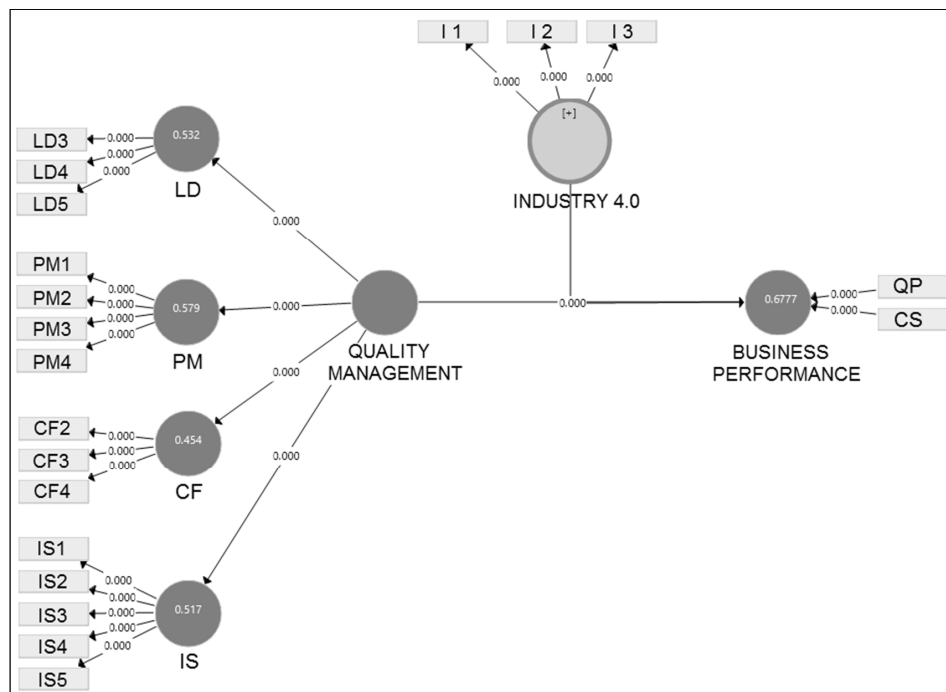 I 1
I 2
I 3
0.000
0.000
0.000
[+]
INDUSTRY 4.0
LD3
LD4
LD5
0.000
0.000
0.000
0.532
LD
0.000
PM1
PM2
PM3
PM4
0.000
0.000
0.000
0.000
0.579
PM
0.000
QUALITY
MANAGEMENT
0.000
0.6777
BUSINESS
PERFORMANCE
0.000
0.000
QP
CS
0.000
CF2
CF3
CF4
0.000
0.000
0.000
0.454
CF
0.000
IS1
IS2
IS3
IS4
IS5
0.000
0.000
0.000
0.000
0.000
0.517
IS